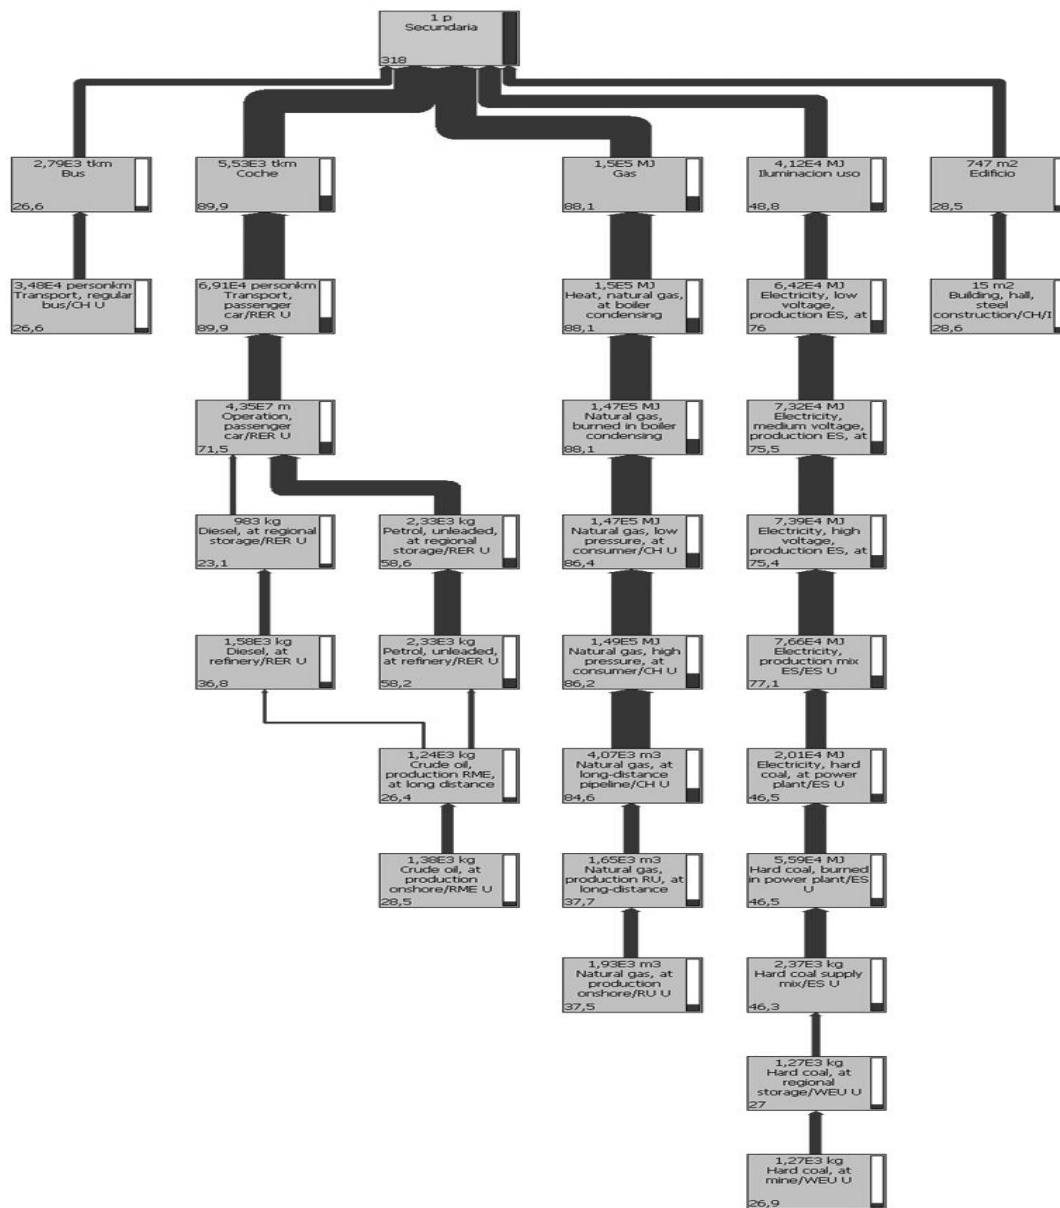 1 p
Secundaria
318
2,79E3 tkm
Bus
26,6
5,53E3 tkm
Coche
89,9
1,5E5 MJ
Gas
88,1
4,12E4 MJ
Iluminacion uso
48,8
747 m2
Edificio
28,5
3,48E4 personkm
Transport, regular
bus/CH U
26,6
6,91E4 personkm
Transport,
passenger
car/RER U
89,9
1,5E5 MJ
Heat, natural gas,
at boiler
condensing
88,1
6,42E4 MJ
Electricity, low
voltage,
production ES, at
76
15 m2
Building, hall,
steel
construction/CH/I
28,6
4,35E7 m
Operation,
passenger
car/RER U
71,5
1,47E5 MJ
Natural gas,
burned in boiler
condensing
88,1
7,32E4 MJ
Electricity,
medium voltage,
production ES, at
75,5
983 kg
Diesel, at regional
storage/RER U
23,1
2,33E3 kg
Petrol, unleaded,
at regional
storage/RER U
58,6
1,47E5 MJ
Natural gas, low
pressure, at
consumer/CH U
86,4
7,39E4 MJ
Electricity, high
voltage,
production ES, at
75,4
1,58E3 kg
Diesel, at
refinery/RER U
36,8
2,33E3 kg
Petrol, unleaded,
at refinery/RER U
58,2
1,49E5 MJ
Natural gas, high
pressure, at
consumer/CH U
86,2
7,66E4 MJ
Electricity,
production mix
ES/ES U
77,1
1,24E3 kg
Crude oil,
production RME,
at long distance
26,4
4,07E3 m3
Natural gas, at
long-distance
pipeline/CH U
84,6
2,01E4 MJ
Electricity, hard
coal, at power
plant/ES U
46,5
1,38E3 kg
Crude oil, at
production
onshore/RME U
28,5
1,65E3 m3
Natural gas,
production RU, at
long-distance
37,7
5,59E4 MJ
Hard coal, burned
in power plant/ES
U
46,5
1,93E3 m3
Natural gas, at
production
onshore/RU U
37,5
2,37E3 kg
Hard coal supply
mix/ES U
46,3
1,27E3 kg
Hard coal, at
regional
storage/WEU U
27
1,27E3 kg
Hard coal, at
mine/WEU U
26,9